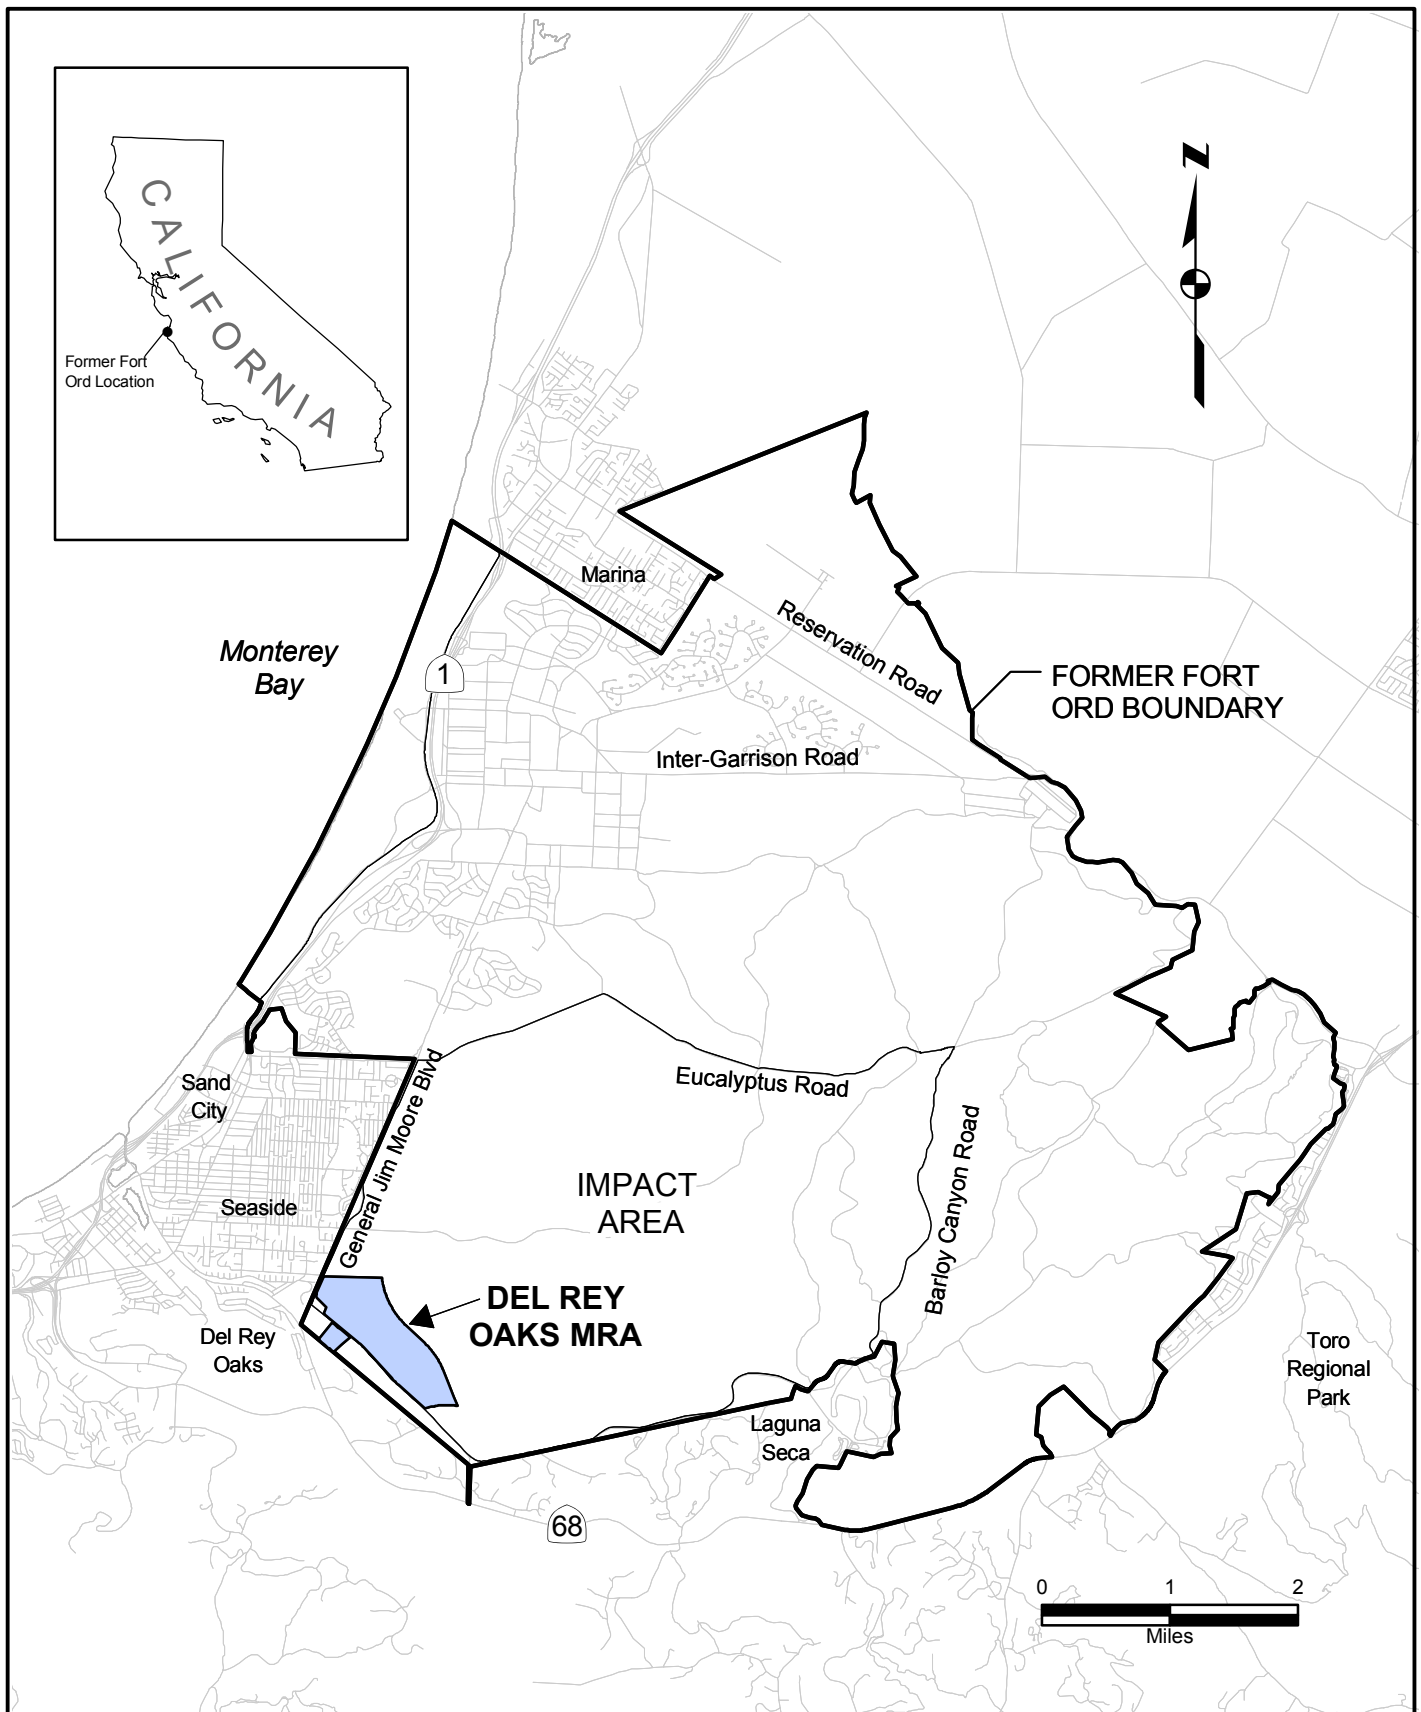 CALIFORNIA
Former Fort
Ord Location
N
Marina
Reservation Road
Monterey
Bay
1
FORMER FORT
ORD BOUNDARY
Inter-Garrison Road
General Jim Moore Blvd
Eucalyptus Road
Sand
City
Barloy Canyon Road
IMPACT
AREA
Seaside
DEL REY
OAKS MRA
Del Rey
Oaks
Toro
Regional
Park
Laguna
Seca
68
0 1 2
Miles